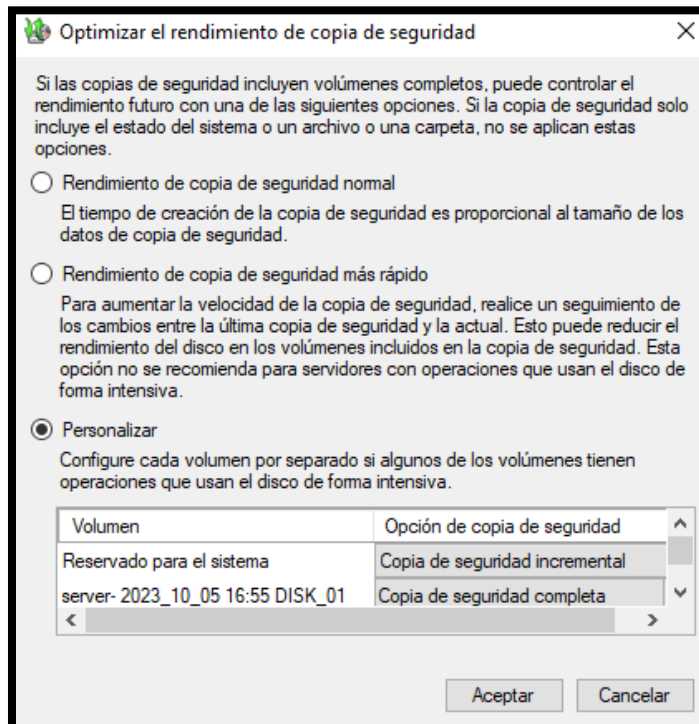 Optimizar el rendimiento de copia de seguridad
Si las copias de seguridad incluyen volúmenes completos, puede controlar el
rendimiento futuro con una de las siguientes opciones. Si la copia de seguridad solo
incluye el estado del sistema o un archivo o una carpeta, no se aplican estas
opciones.
Rendimiento de copia de seguridad normal
El tiempo de creación de la copia de seguridad es proporcional al tamaño de los
datos de copia de seguridad.
Rendimiento de copia de seguridad más rápido
Para aumentar la velocidad de la copia de seguridad, realice un seguimiento de
los cambios entre la última copia de seguridad y la actual. Esto puede reducir el
rendimiento del disco en los volúmenes incluidos en la copia de seguridad. Esta
opción no se recomienda para servidores con operaciones que usan el disco de
forma intensiva.
Personalizar
Configure cada volumen por separado si algunos de los volúmenes tienen
operaciones que usan el disco de forma intensiva.
Volumen Opción de copia de seguridad
Reservado para el sistema Copia de seguridad incremental
server- 2023_10_05 16:55 DISK_01 Copia de seguridad completa
Aceptar Cancelar